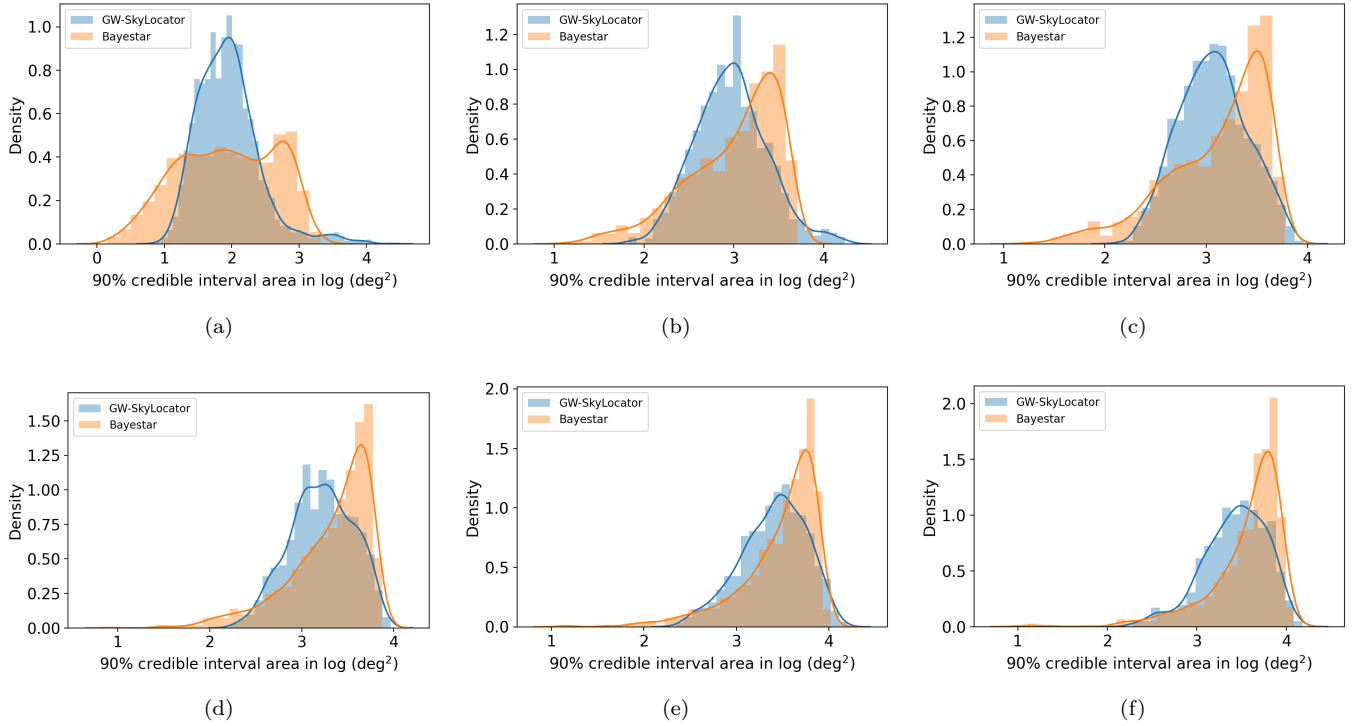 GW-SkyLocator
Bayestar
Density
1.0
0.8
0.6
0.4
0.2
0.0
0 1 2 3 4
90% credible interval area in log (deg²)
(a)
GW-SkyLocator
Bayestar
Density
1.2
1.0
0.8
0.6
0.4
0.2
0.0
1 2 3 4
90% credible interval area in log (deg²)
(b)
GW-SkyLocator
Bayestar
Density
1.2
1.0
0.8
0.6
0.4
0.2
0.0
1 2 3 4
90% credible interval area in log (deg²)
(c)
GW-SkyLocator
Bayestar
Density
1.50
1.25
1.00
0.75
0.50
0.25
0.00
1 2 3 4
90% credible interval area in log (deg²)
(d)
GW-SkyLocator
Bayestar
Density
2.0
1.5
1.0
0.5
0.0
1 2 3 4
90% credible interval area in log (deg²)
(e)
GW-SkyLocator
Bayestar
Density
2.0
1.5
1.0
0.5
0.0
1 2 3 4
90% credible interval area in log (deg²)
(f)